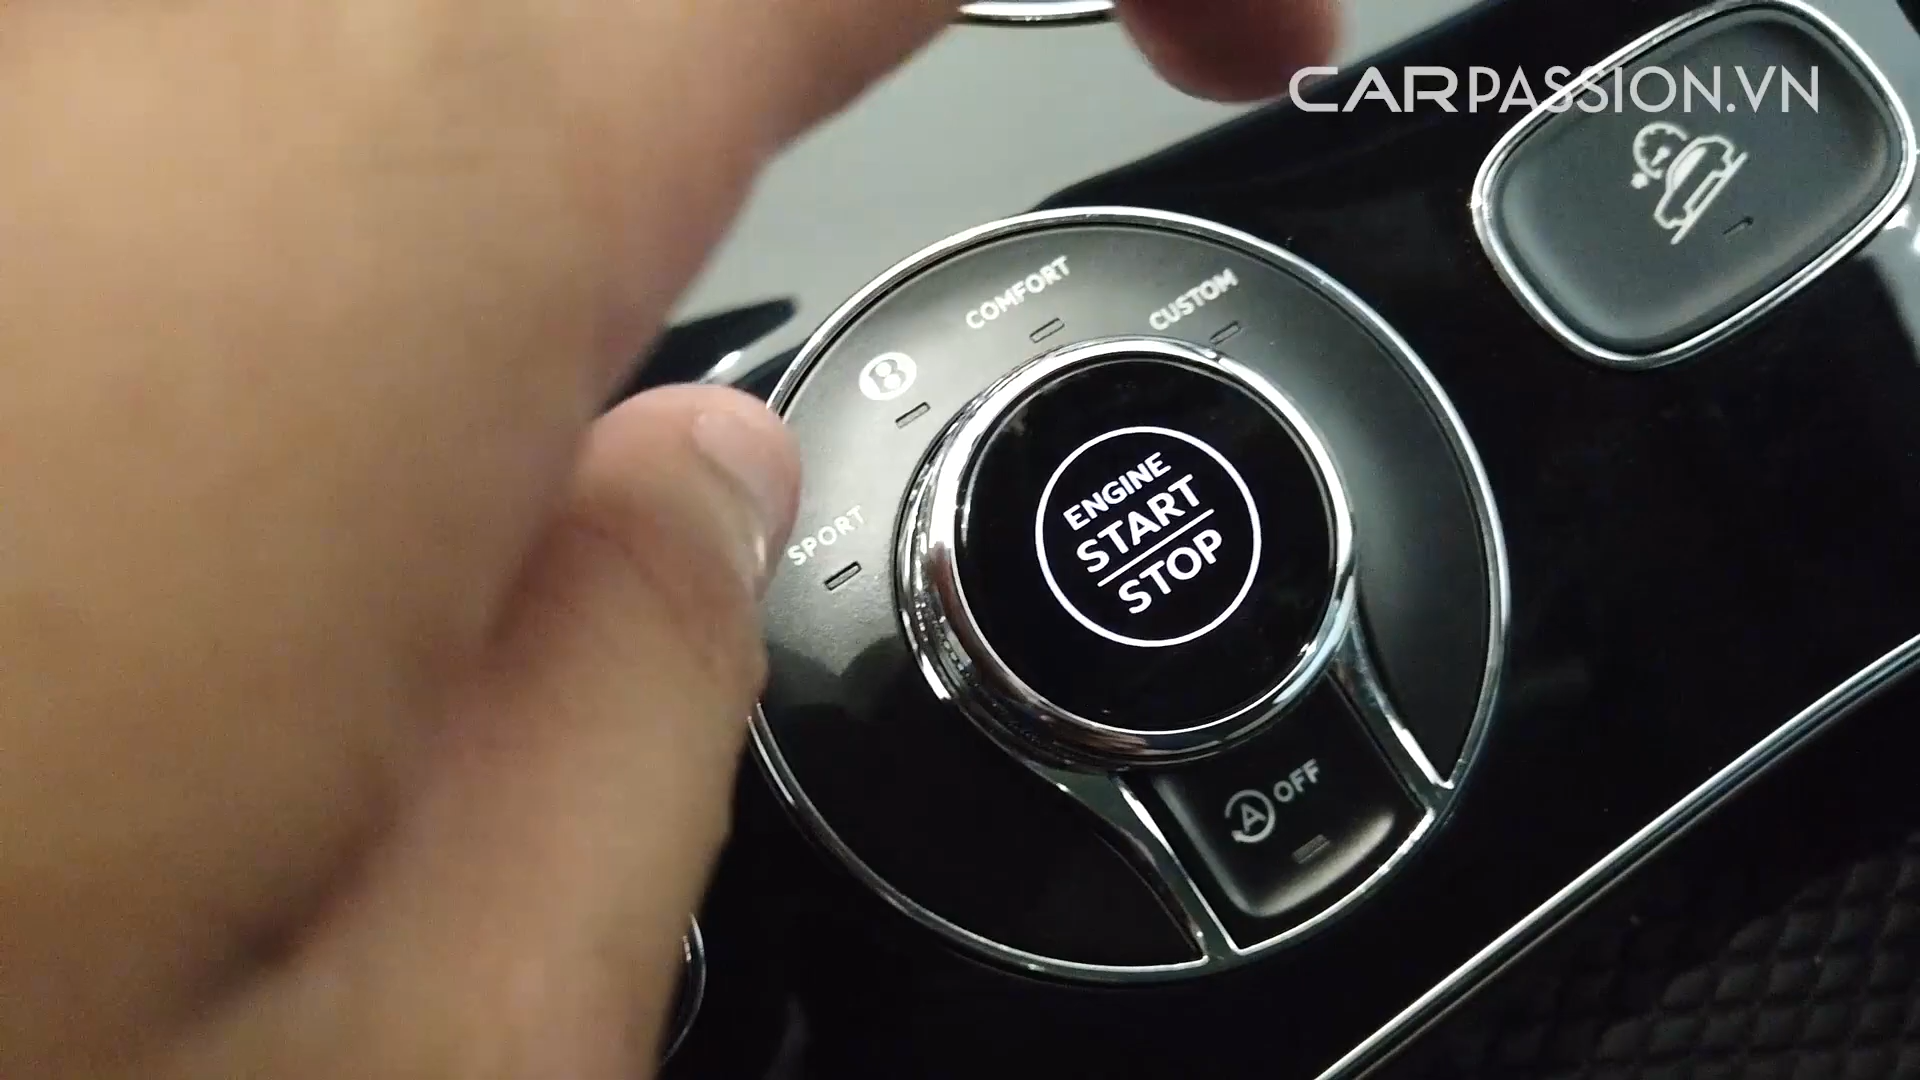 CARPASSION.VN
COMFORT
CUSTOM
B
SPORT
ENGINE
START
STOP
A OFF